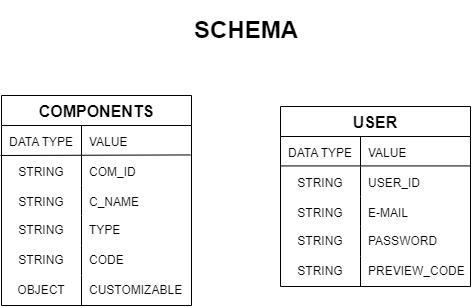 SCHEMA
COMPONENTS
DATA TYPE VALUE
STRING COM_ID
STRING C_NAME
STRING TYPE
STRING CODE
OBJECT CUSTOMIZABLE
USER
DATA TYPE VALUE
STRING USER_ID
STRING E-MAIL
STRING PASSWORD
STRING PREVIEW_CODE